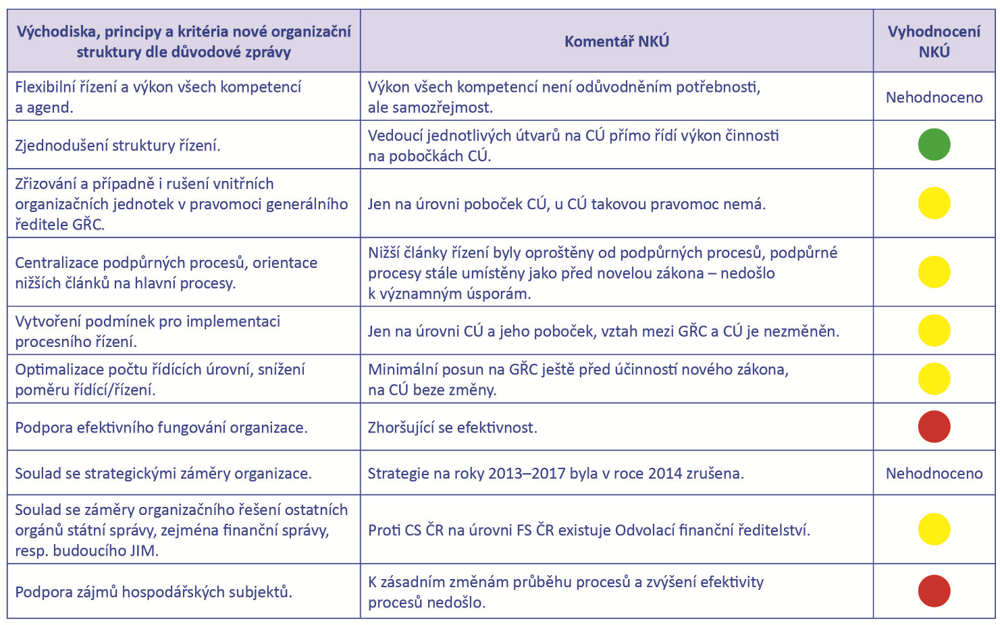 Východiska, principy a kritéria nové organizační
struktury dle důvodové zprávy
Komentář NKÚ
Vyhodnocení
NKÚ
Flexibilní řízení a výkon všech kompetencí
a agend.
Výkon všech kompetencí není odůvodněním potřebnosti,
ale samozřejmost.
Nehodnoceno
Zjednodušení struktury řízení.
Vedoucí jednotlivých útvarů na CÚ přímo řídí výkon činnosti
na pobočkách CÚ.
Zřizování a případně i rušení vnitřních
organizačních jednotek v pravomoci generálního
ředitele GŘC.
Jen na úrovni poboček CÚ, u CÚ takovou pravomoc nemá.
Centralizace podpůrných procesů, orientace
nižších článků na hlavní procesy.
Nižší články řízení byly oproštěny od podpůrných procesů, podpůrné
procesy stále umístěny jako před novelou zákona – nedošlo
k významným úsporám.
Vytvoření podmínek pro implementaci
procesního řízení.
Jen na úrovni CÚ a jeho poboček, vztah mezi GŘC a CÚ je nezměněn.
Optimalizace počtu řídících úrovní, snížení
poměru řídící/řízení.
Minimální posun na GŘC ještě před účinností nového zákona,
na CÚ beze změny.
Podpora efektivního fungování organizace.
Zhoršující se efektivnost.
Soulad se strategickými záměry organizace.
Strategie na roky 2013–2017 byla v roce 2014 zrušena.
Nehodnoceno
Soulad se záměry organizačního řešení ostatních
orgánů státní správy, zejména finanční správy,
resp. budoucího JIM.
Proti CS ČR na úrovni FS ČR existuje Odvolací finanční ředitelství.
Podpora zájmů hospodářských subjektů.
K zásadním změnám průběhu procesů a zvýšení efektivity
procesů nedošlo.